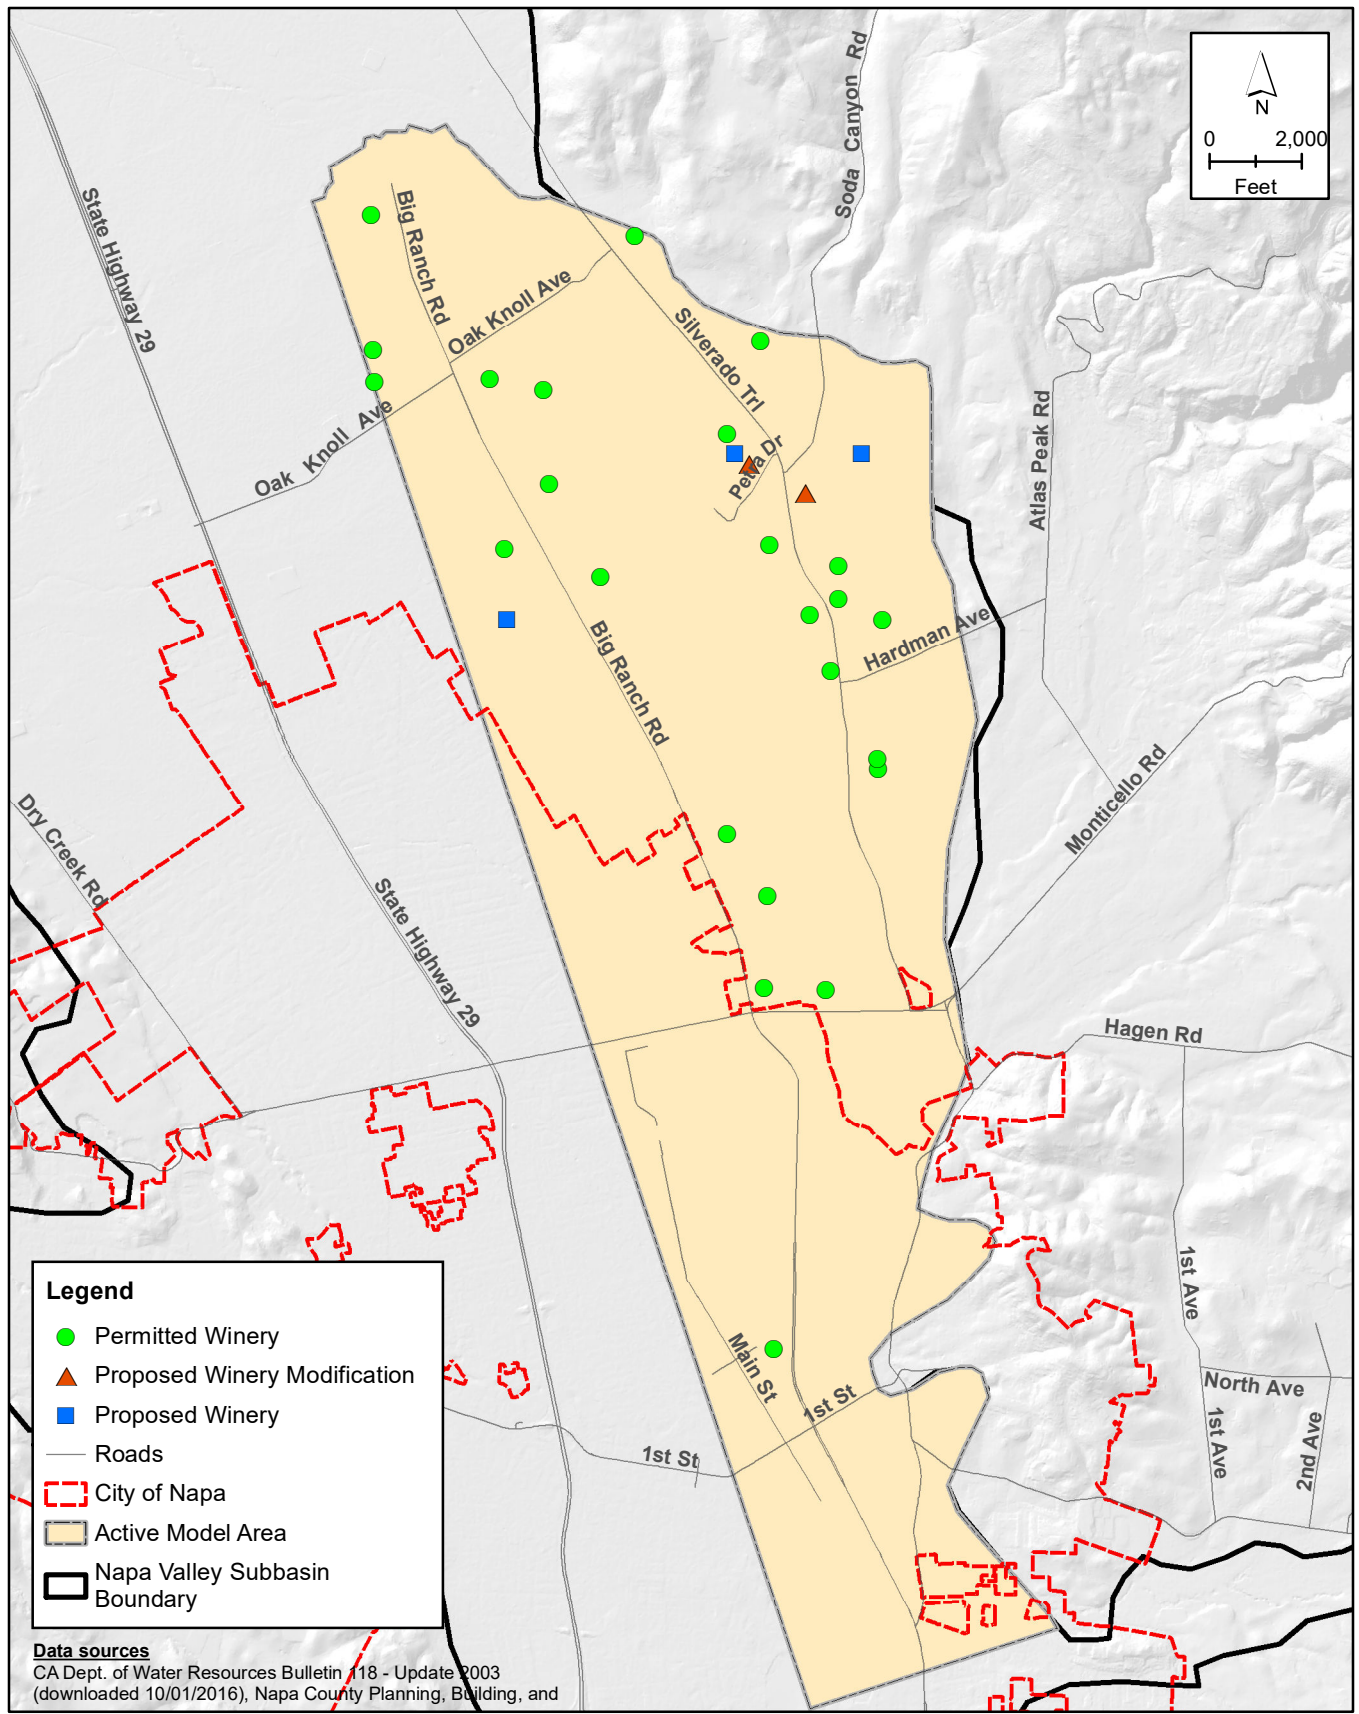 Soda Canyon Rd
N
0 2,000
Feet
State Highway 29
Big Ranch Rd
Oak Knoll Ave
Silverado Trl
Oak Knoll Ave
Petra Dr
Atlas Peak Rd
Hardman Ave
Big Ranch Rd
Monticello Rd
Dry Creek Rd
State Highway 29
Hagen Rd
1st Ave
Main St
1st St
North Ave
1st St
1st Ave
2nd Ave
Legend
Permitted Winery
Proposed Winery Modification
Proposed Winery
Roads
City of Napa
Active Model Area
Napa Valley Subbasin
Boundary
Data sources
CA Dept. of Water Resources Bulletin 118 - Update 2003
(downloaded 10/01/2016), Napa County Planning, Building, and